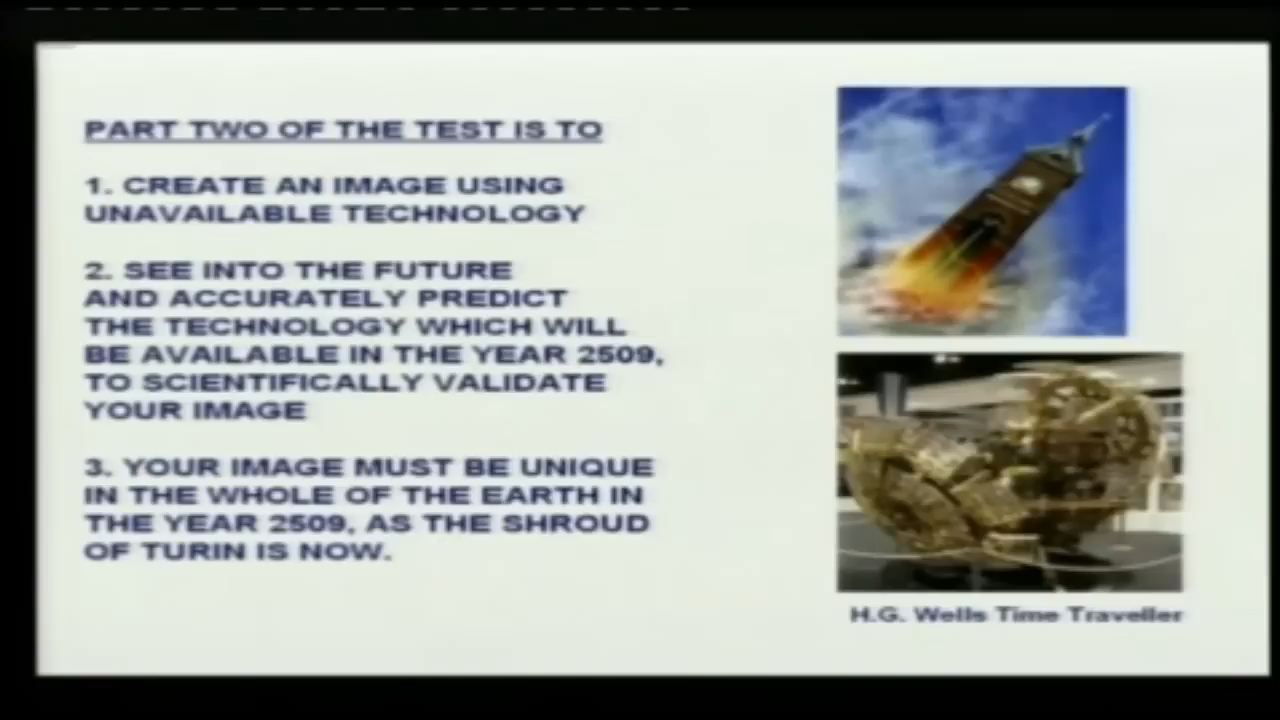 PART TWO OF THE TEST IS TO
1. CREATE AN IMAGE USING
UNAVAILABLE TECHNOLOGY
2. SEE INTO THE FUTURE
AND ACCURATELY PREDICT
THE TECHNOLOGY WHICH WILL
BE AVAILABLE IN THE YEAR 2509,
TO SCIENTIFICALLY VALIDATE
YOUR IMAGE
3. YOUR IMAGE MUST BE UNIQUE
IN THE WHOLE OF THE EARTH IN
THE YEAR 2509, AS THE SHROUD
OF TURIN IS NOW.
H.G. Wells Time Traveller